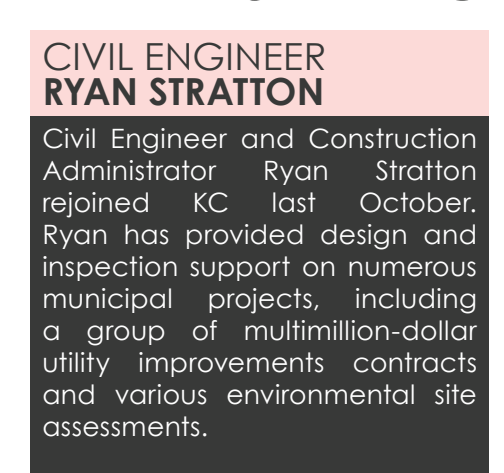 CIVIL ENGINEER
RYAN STRATTON
Civil Engineer and Construction
Administrator Ryan Stratton
rejoined KC last October.
Ryan has provided design and
inspection support on numerous
municipal projects, including
a group of multimillion-dollar
utility improvements contracts
and various environmental site
assessments.